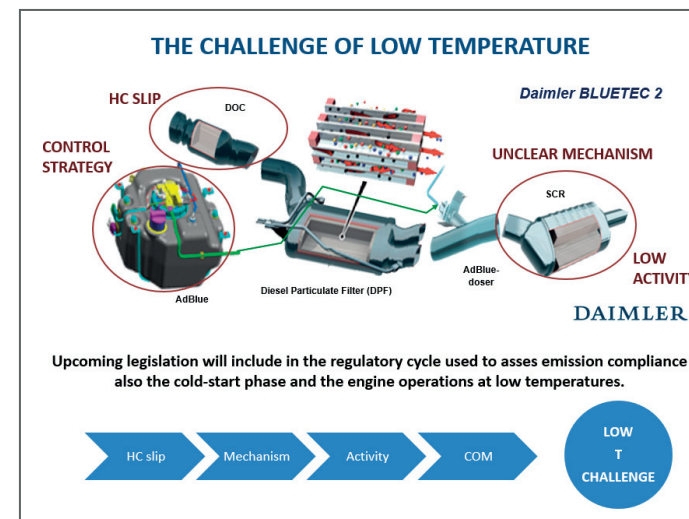 THE CHALLENGE OF LOW TEMPERATURE
HC SLIP
DOC
Daimler BLUETEC 2
CONTROL
STRATEGY
UNCLEAR MECHANISM
SCR
LOW
ACTIVITY
AdBlue
Diesel Particulate Filter (DPF)
AdBlue-
doser
DAIMLER
Upcoming legislation will include in the regulatory cycle used to asses emission compliance
also the cold-start phase and the engine operations at low temperatures.
HC slip
Mechanism
Activity
COM
LOW
T
CHALLENGE